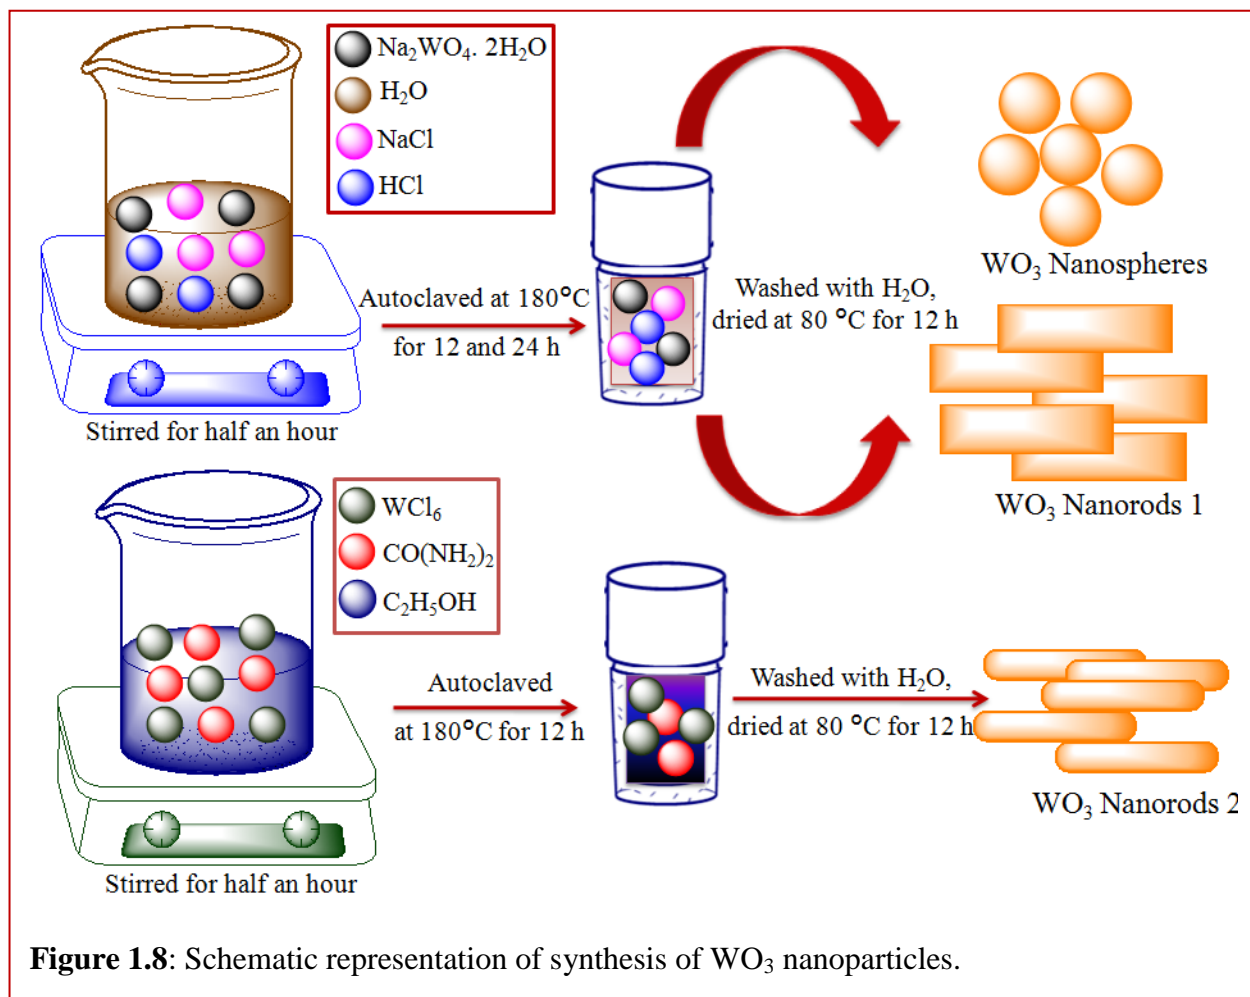 Na₂WO₄. 2H₂O
H₂O
NaCl
HCl
Autoclaved at 180°C
for 12 and 24 h
Stirred for half an hour
Washed with H₂O,
dried at 80 °C for 12 h
WO₃ Nanospheres
WO₃ Nanorods 1
WCl₆
CO(NH₂)₂
C₂H₅OH
Autoclaved
at 180°C for 12 h
Stirred for half an hour
Washed with H₂O,
dried at 80 °C for 12 h
WO₃ Nanorods 2
Figure 1.8: Schematic representation of synthesis of WO₃ nanoparticles.